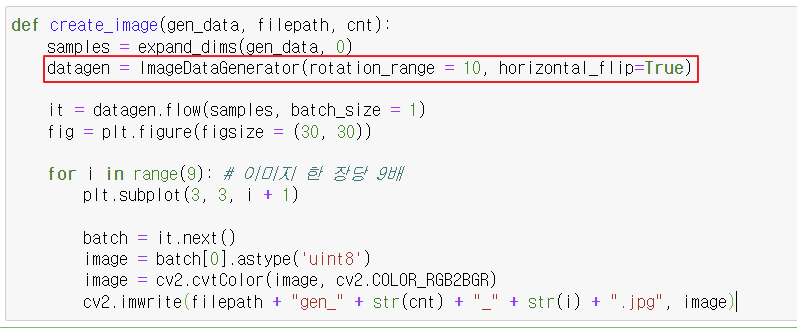 def create_image(gen_data, filepath, cnt):
    samples = expand_dims(gen_data, 0)
    datagen = ImageDataGenerator(rotation_range = 10, horizontal_flip=True)

    it = datagen.flow(samples, batch_size = 1)
    fig = plt.figure(figsize = (30, 30))

    for i in range(9): # 이미지 한 장당 9배
        plt.subplot(3, 3, i + 1)

        batch = it.next()
        image = batch[0].astype('uint8')
        image = cv2.cvtColor(image, cv2.COLOR_RGB2BGR)
        cv2.imwrite(filepath + "gen_" + str(cnt) + "_" + str(i) + ".jpg", image)